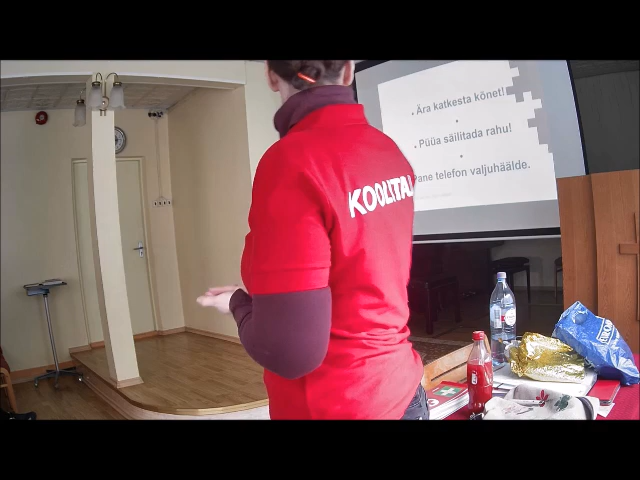 . Ära katkesta kõnet!
. Püüa säilitada rahu!
Pane telefon valjuhäälde.
KOOLITAJ